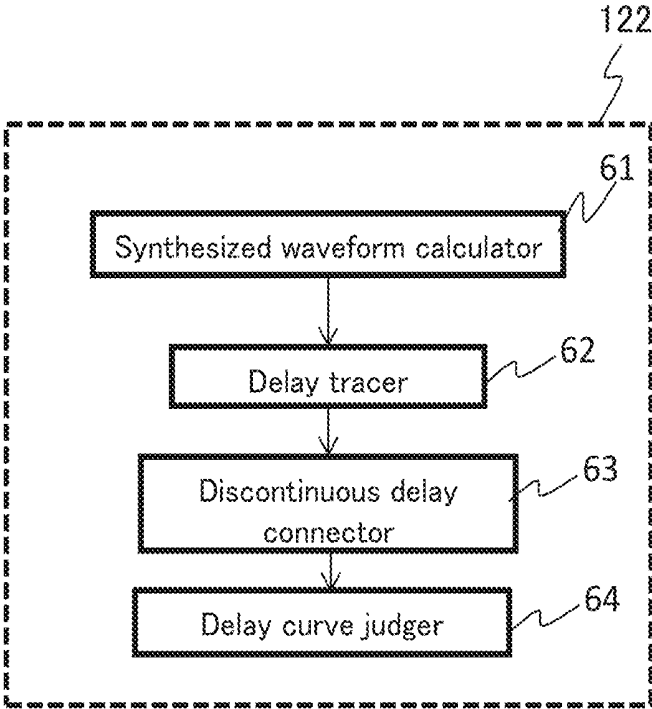 122
61
Synthesized waveform calculator
62
Delay tracer
63
Discontinuous delay
connector
64
Delay curve judger